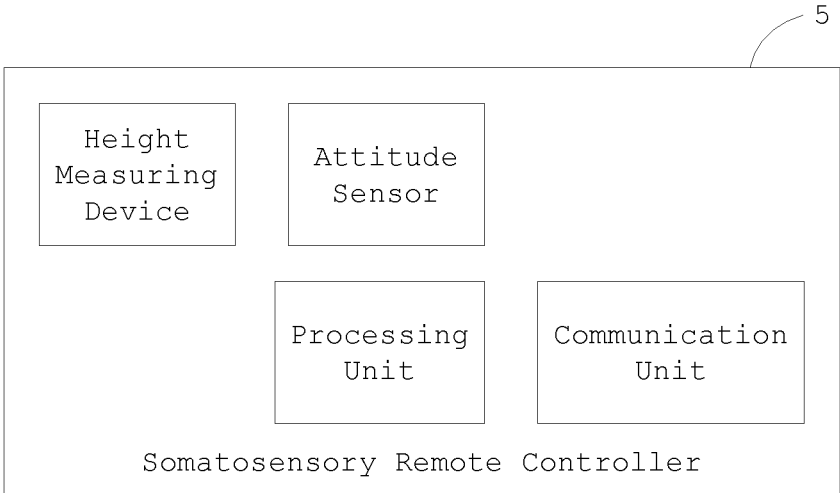 5
Height
Measuring
Device
Attitude
Sensor
Processing
Unit
Communication
Unit
Somatosensory Remote Controller